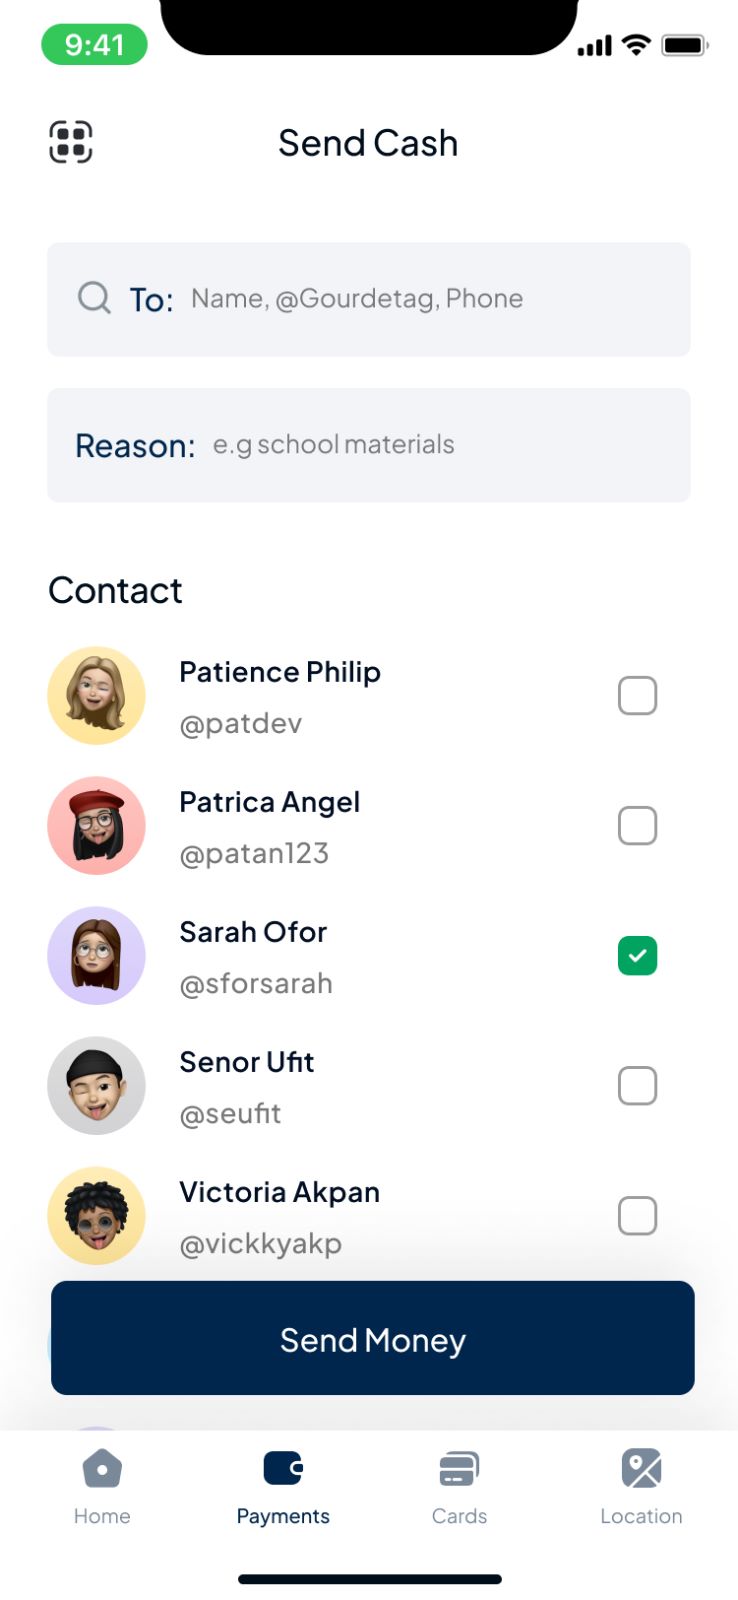 9:41
Send Cash
To: Name, @Gourdetag, Phone
Reason: e.g school materials
Contact
Patience Philip
@patdev
Patrica Angel
@patan123
Sarah Ofor
@sforsarah
Senor Ufit
@seufit
Victoria Akpan
@vickkyakp
Send Money
Home Payments Cards Location